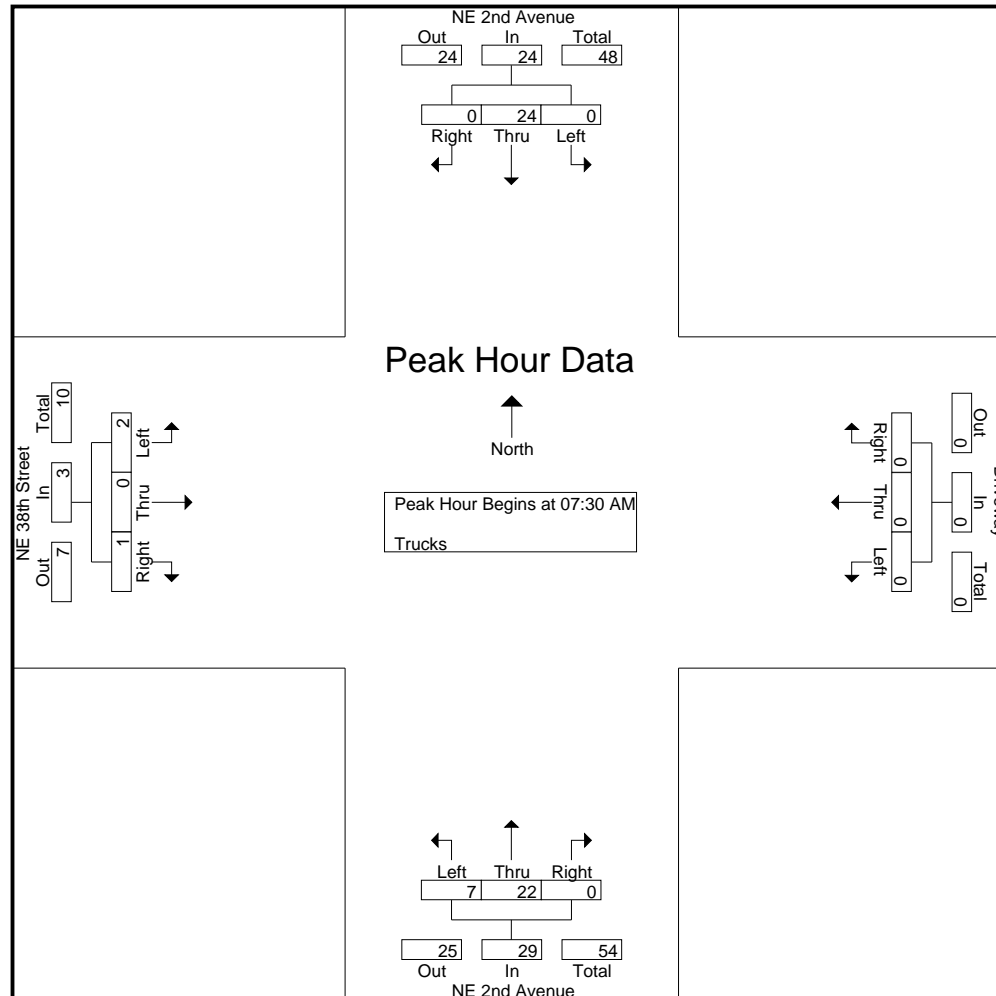 NE 2nd Avenue
Out In Total
24 24 48
0 24 0
Right Thru Left
Peak Hour Data
North
Peak Hour Begins at 07:30 AM
Trucks
NE 38th Street
Out In Total
7 3 10
Right Thru Left
1 0 2
Right Thru Left
0 0 0
Out In Total
0 0 0
Left Thru Right
7 22 0
25 29 54
Out In Total
NE 2nd Avenue